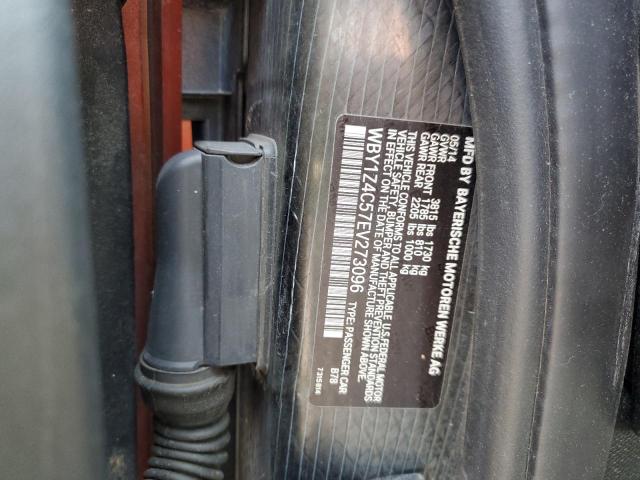 MFD BY BAYERISCHE MOTOREN WERKE AG
05/14
GVWR 3815 lbs 1730 kg
GAWR FRONT 1785 lbs 810 kg
GAWR REAR 2205 lbs 1000 kg
THIS VEHICLE CONFORMS TO ALL APPLICABLE U.S. FEDERAL MOTOR
VEHICLE SAFETY, BUMPER AND THEFT PREVENTION STANDARDS
IN EFFECT ON THE DATE OF MANUFACTURE SHOWN ABOVE.
WBY1Z4C57EV273096 TYPE: PASSENGER CAR
B78
7315814